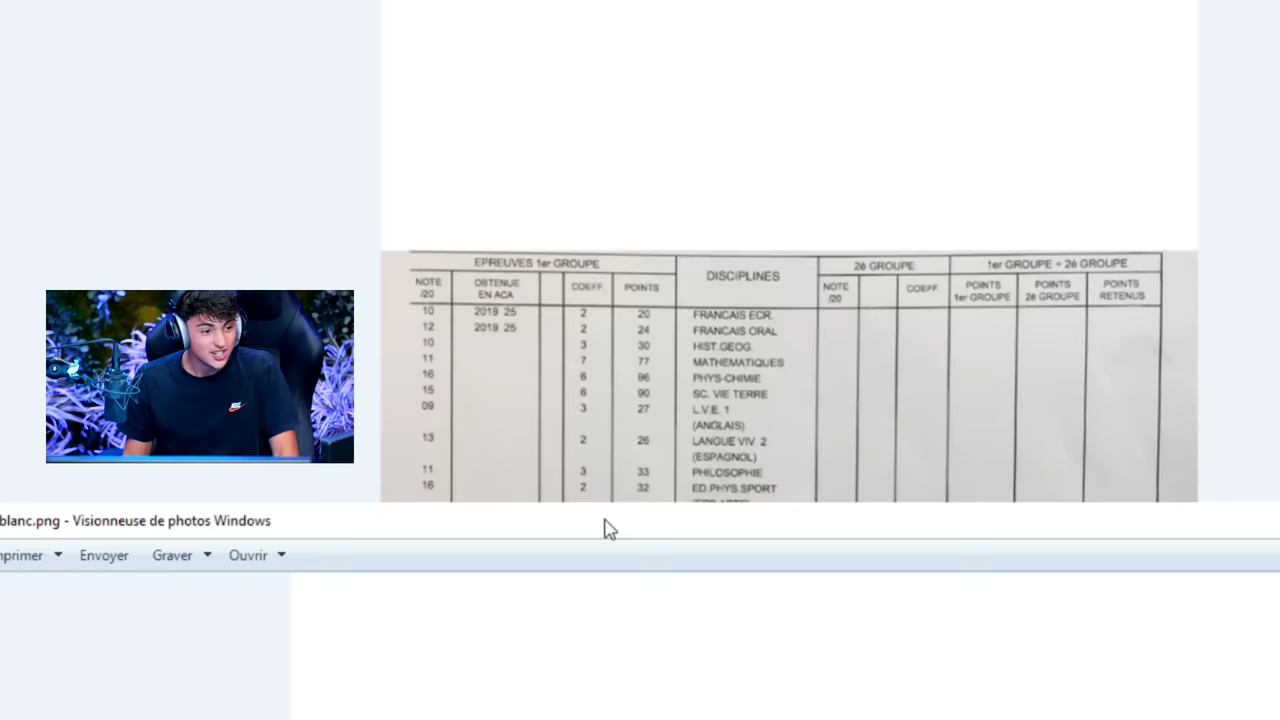 EPREUVES 1er GROUPE DISCIPLINES 2è GROUPE 1er GROUPE + 2è GROUPE
NOTE /20 OBTENUE EN ACA COEFF POINTS NOTE /20 COEFF POINTS 1er GROUPE POINTS 2è GROUPE POINTS RETENUS
10 2019 25 2 20 FRANCAIS ECR.
12 2019 25 2 24 FRANCAIS ORAL
10 3 30 HIST.GEOG.
11 7 77 MATHEMATIQUES
16 6 96 PHYS-CHIMIE
15 6 90 SC. VIE TERRE
09 3 27 L.V.E. 1
(ANGLAIS)
13 2 26 LANGUE VIV. 2
(ESPAGNOL)
11 3 33 PHILOSOPHIE
16 2 32 ED.PHYS.SPORT
NIKE
blanc.png - Visionneuse de photos Windows
mprimer Envoyer Graver Ouvrir